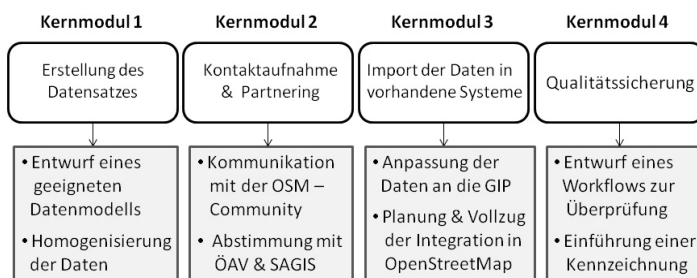 Kernmodul 1
Erstellung des
Datensatzes
• Entwurf eines
geeigneten
Datenmodells
• Homogenisierung
der Daten
Kernmodul 2
Kontaktaufnahme
& Partnering
• Kommunikation
mit der OSM –
Community
• Abstimmung mit
ÖAV & SAGIS
Kernmodul 3
Import der Daten in
vorhandene Systeme
• Anpassung der
Daten an die GIP
• Planung & Vollzug
der Integration in
OpenStreetMap
Kernmodul 4
Qualitätssicherung
• Entwurf eines
Workflows zur
Überprüfung
• Einführung einer
Kennzeichnung